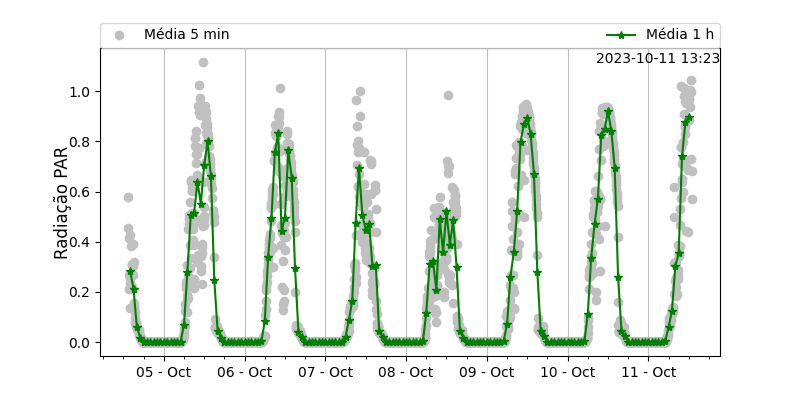 Média 5 min
Média 1 h
2023-10-11 13:23
Radiação PAR
1.0
0.8
0.6
0.4
0.2
0.0
05 - Oct
06 - Oct
07 - Oct
08 - Oct
09 - Oct
10 - Oct
11 - Oct